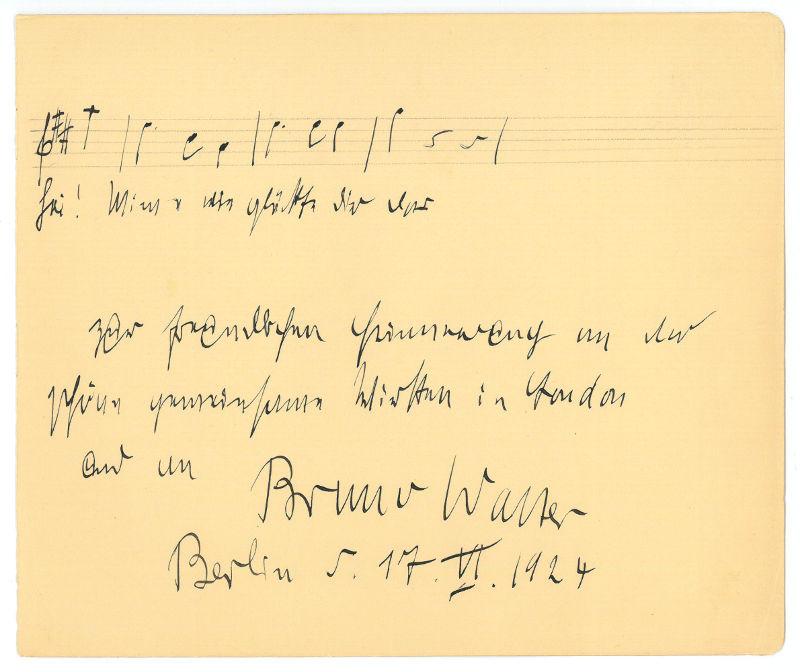 Hei! Mime wie glückte dir das
zur freundlichen Erinnerung an das
schöne gemeinsame Wirken in London
und an Bruno Walter
Berlin d. 17. VI. 1924